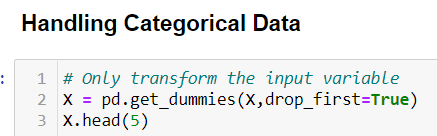 Handling Categorical Data
:
1 # Only transform the input variable
2 X = pd.get_dummies(X,drop_first=True)
3 X.head(5)